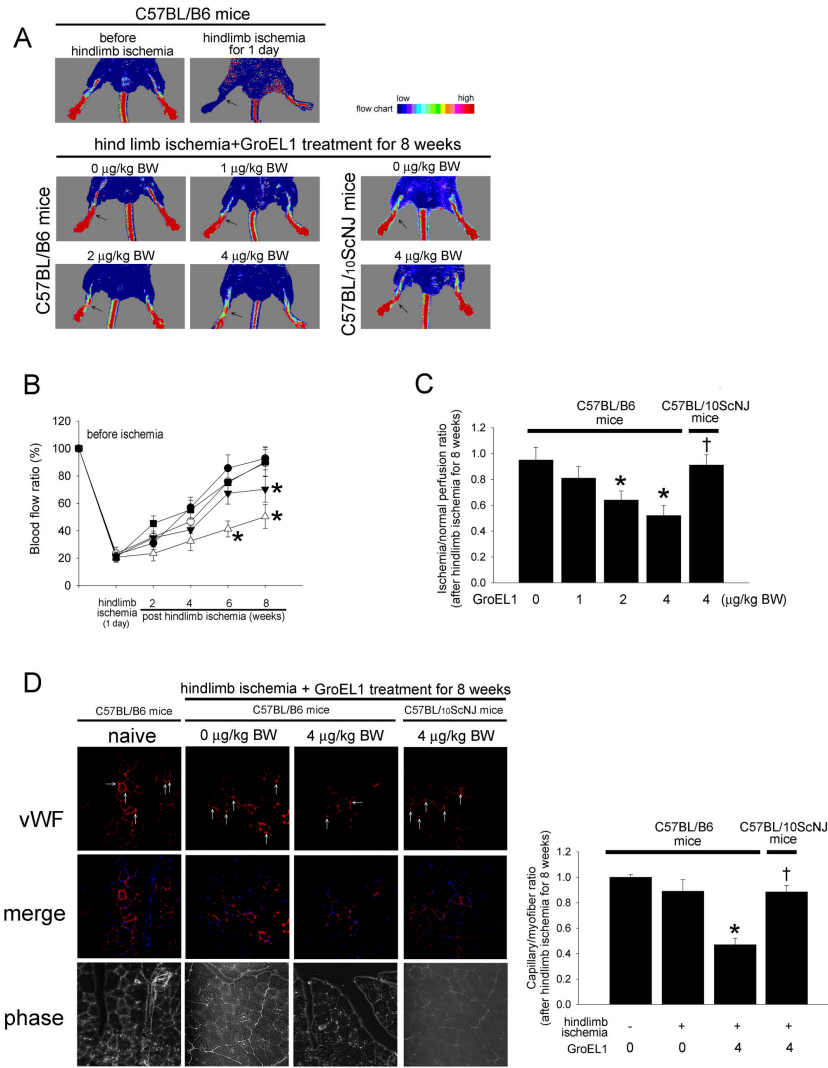 A
C57BL/B6 mice
before
hindlimb ischemia
hindlimb ischemia
for 1 day
low
high
flow chart
hind limb ischemia+GroEL1 treatment for 8 weeks
C57BL/B6 mice
0 µg/kg BW
1 µg/kg BW
2 µg/kg BW
4 µg/kg BW
C57BL/10ScNJ mice
0 µg/kg BW
4 µg/kg BW
B
Blood flow ratio (%)
120
100
80
60
40
20
0
before ischemia
*
*
*
hindlimb
ischemia
(1 day)
2
4
6
8
post hindlimb ischemia (weeks)
C
Ischemia/normal perfusion ratio
(after hindlimb ischemia for 8 weeks)
C57BL/B6
mice
C57BL/10ScNJ
mice
1.2
1.0
0.8
0.6
0.4
0.2
0.0
*
*
†
GroEL1
0
1
2
4
4
(µg/kg BW)
D
hindlimb ischemia + GroEL1 treatment for 8 weeks
C57BL/B6 mice
C57BL/B6 mice
C57BL/10ScNJ mice
naive
0 µg/kg BW
4 µg/kg BW
4 µg/kg BW
vWF
merge
phase
Capillary/myofiber ratio
(after hindlimb ischemia for 8 weeks)
C57BL/B6
mice
C57BL/10ScNJ
mice
1.2
1.0
0.8
0.6
0.4
0.2
0.0
*
†
hindlimb
ischemia
-
+
+
+
GroEL1
0
0
4
4